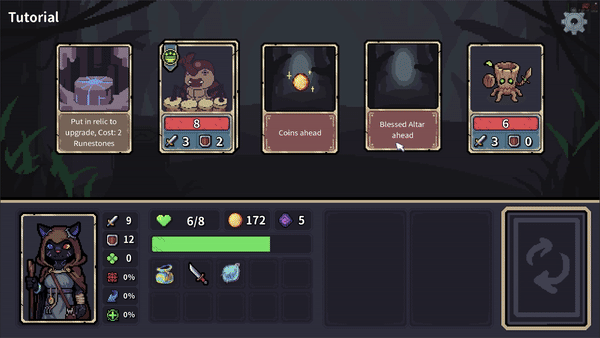 Tutorial
Put in relic to
upgrade, Cost: 2
Runestones
8
3 2
Coins ahead
Blessed Altar
ahead
6
3 0
9
12
0
0%
0%
0%
6/8
172
5